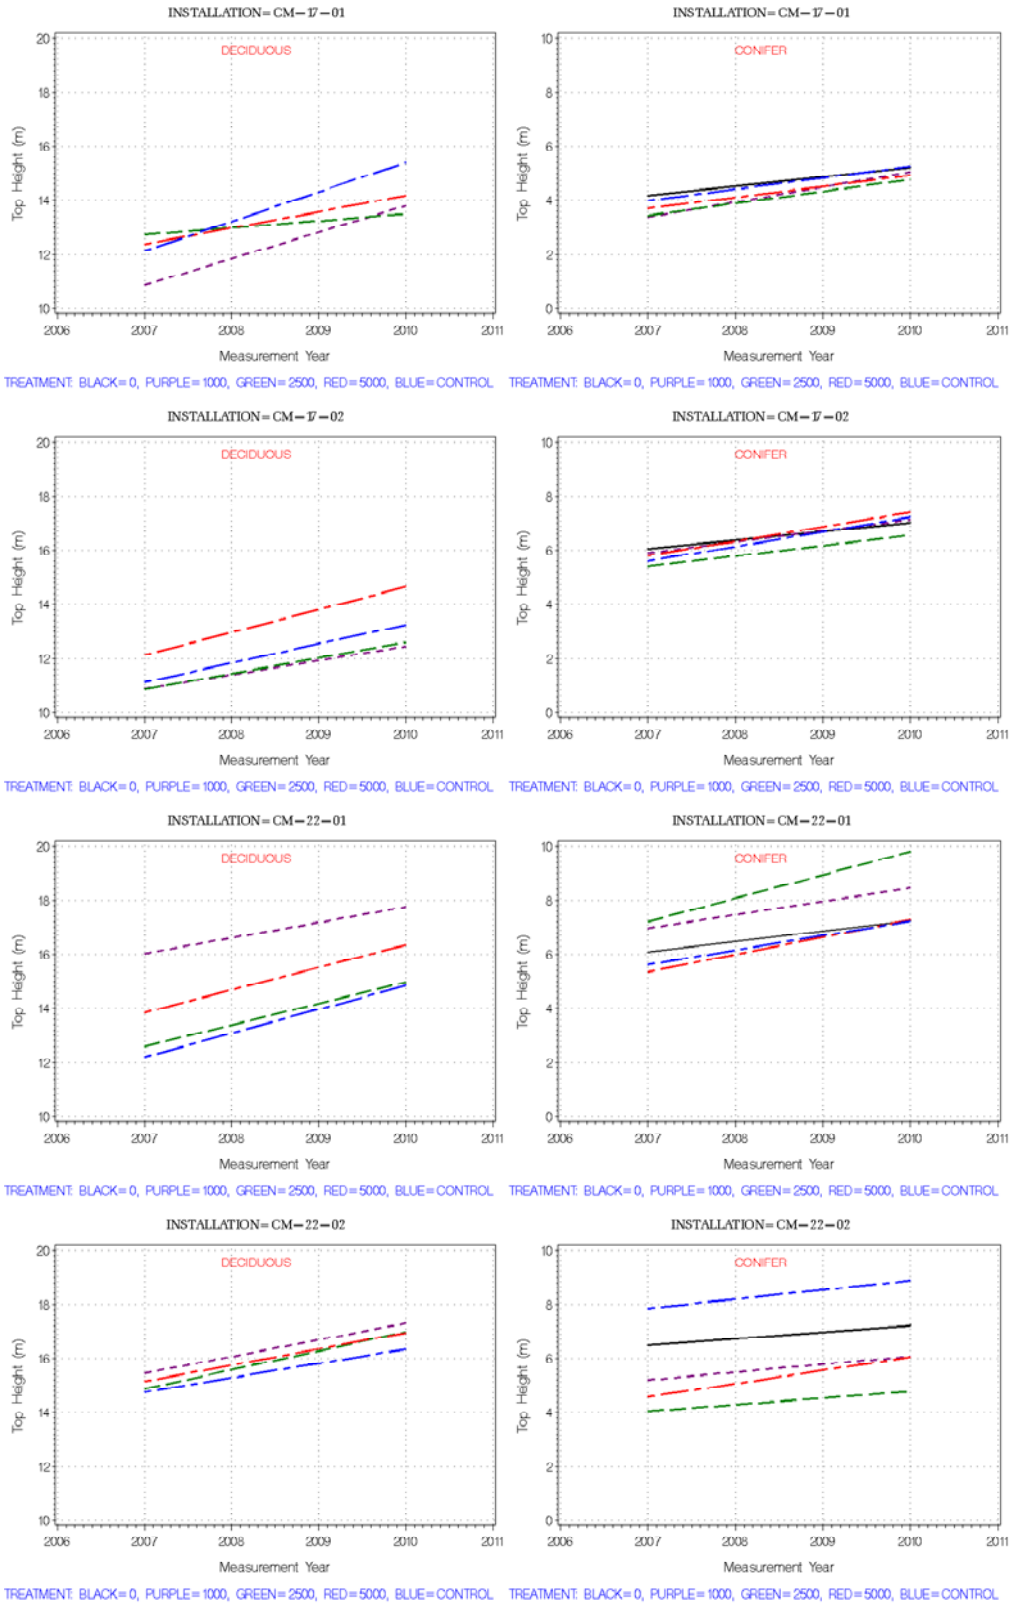 INSTALLATION=CM-17-01 INSTALLATION=CM-17-01
20 DECIDUOUS 10 CONIFER
18 8
16 6
Top Height (m) Top Height (m)
14 4
12 2
10 0
2006 2007 2008 2009 2010 2011 2006 2007 2008 2009 2010 2011
Measurement Year Measurement Year
TREATMENT: BLACK=0, PURPLE=1000, GREEN=2500, RED=5000, BLUE=CONTROL TREATMENT: BLACK=0, PURPLE=1000, GREEN=2500, RED=5000, BLUE=CONTROL
INSTALLATION=CM-17-02 INSTALLATION=CM-17-02
20 DECIDUOUS 10 CONIFER
18 8
16 6
Top Height (m) Top Height (m)
14 4
12 2
10 0
2006 2007 2008 2009 2010 2011 2006 2007 2008 2009 2010 2011
Measurement Year Measurement Year
TREATMENT: BLACK=0, PURPLE=1000, GREEN=2500, RED=5000, BLUE=CONTROL TREATMENT: BLACK=0, PURPLE=1000, GREEN=2500, RED=5000, BLUE=CONTROL
INSTALLATION=CM-22-01 INSTALLATION=CM-22-01
20 DECIDUOUS 10 CONIFER
18 8
16 6
Top Height (m) Top Height (m)
14 4
12 2
10 0
2006 2007 2008 2009 2010 2011 2006 2007 2008 2009 2010 2011
Measurement Year Measurement Year
TREATMENT: BLACK=0, PURPLE=1000, GREEN=2500, RED=5000, BLUE=CONTROL TREATMENT: BLACK=0, PURPLE=1000, GREEN=2500, RED=5000, BLUE=CONTROL
INSTALLATION=CM-22-02 INSTALLATION=CM-22-02
20 DECIDUOUS 10 CONIFER
18 8
16 6
Top Height (m) Top Height (m)
14 4
12 2
10 0
2006 2007 2008 2009 2010 2011 2006 2007 2008 2009 2010 2011
Measurement Year Measurement Year
TREATMENT: BLACK=0, PURPLE=1000, GREEN=2500, RED=5000, BLUE=CONTROL TREATMENT: BLACK=0, PURPLE=1000, GREEN=2500, RED=5000, BLUE=CONTROL